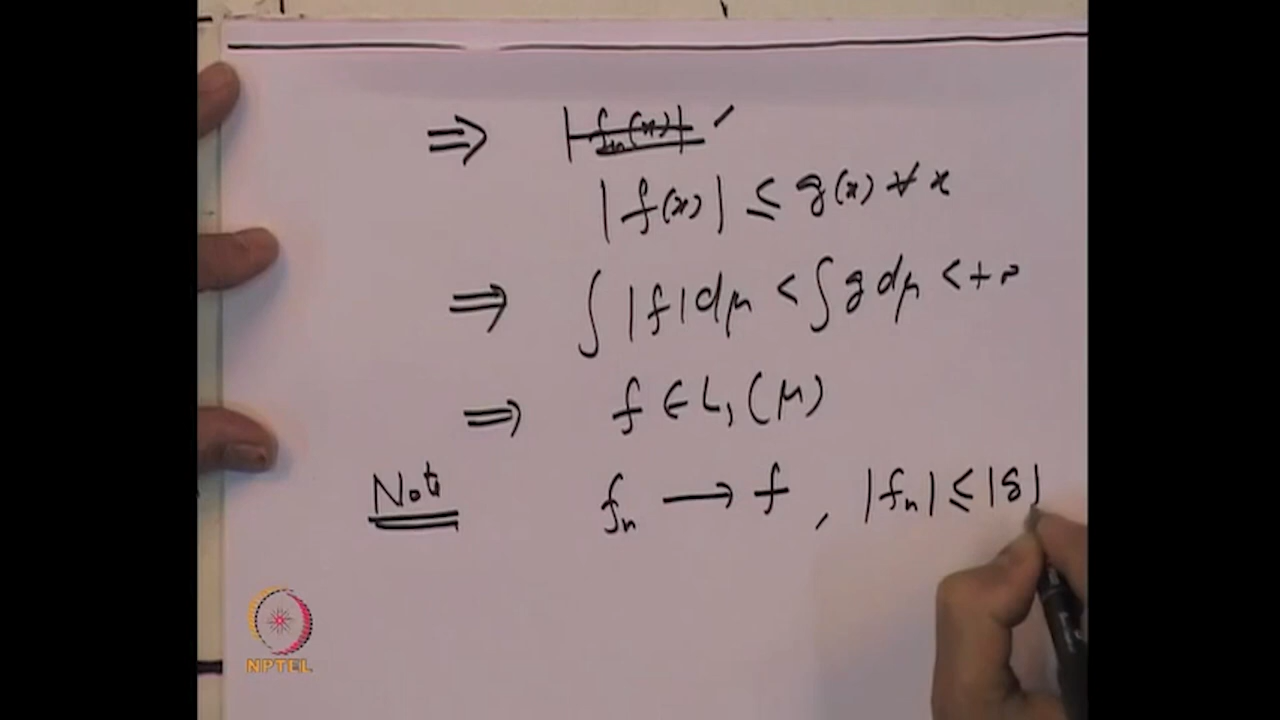 ⇒ |fn(x)|
|f(x)| ≤ g(x) ∀ x
⇒ ∫ |f| dμ < ∫ g dμ < +∞
⇒ f ∈ L₁(μ)
Note fn → f, |fn| ≤ |g|
NPTEL